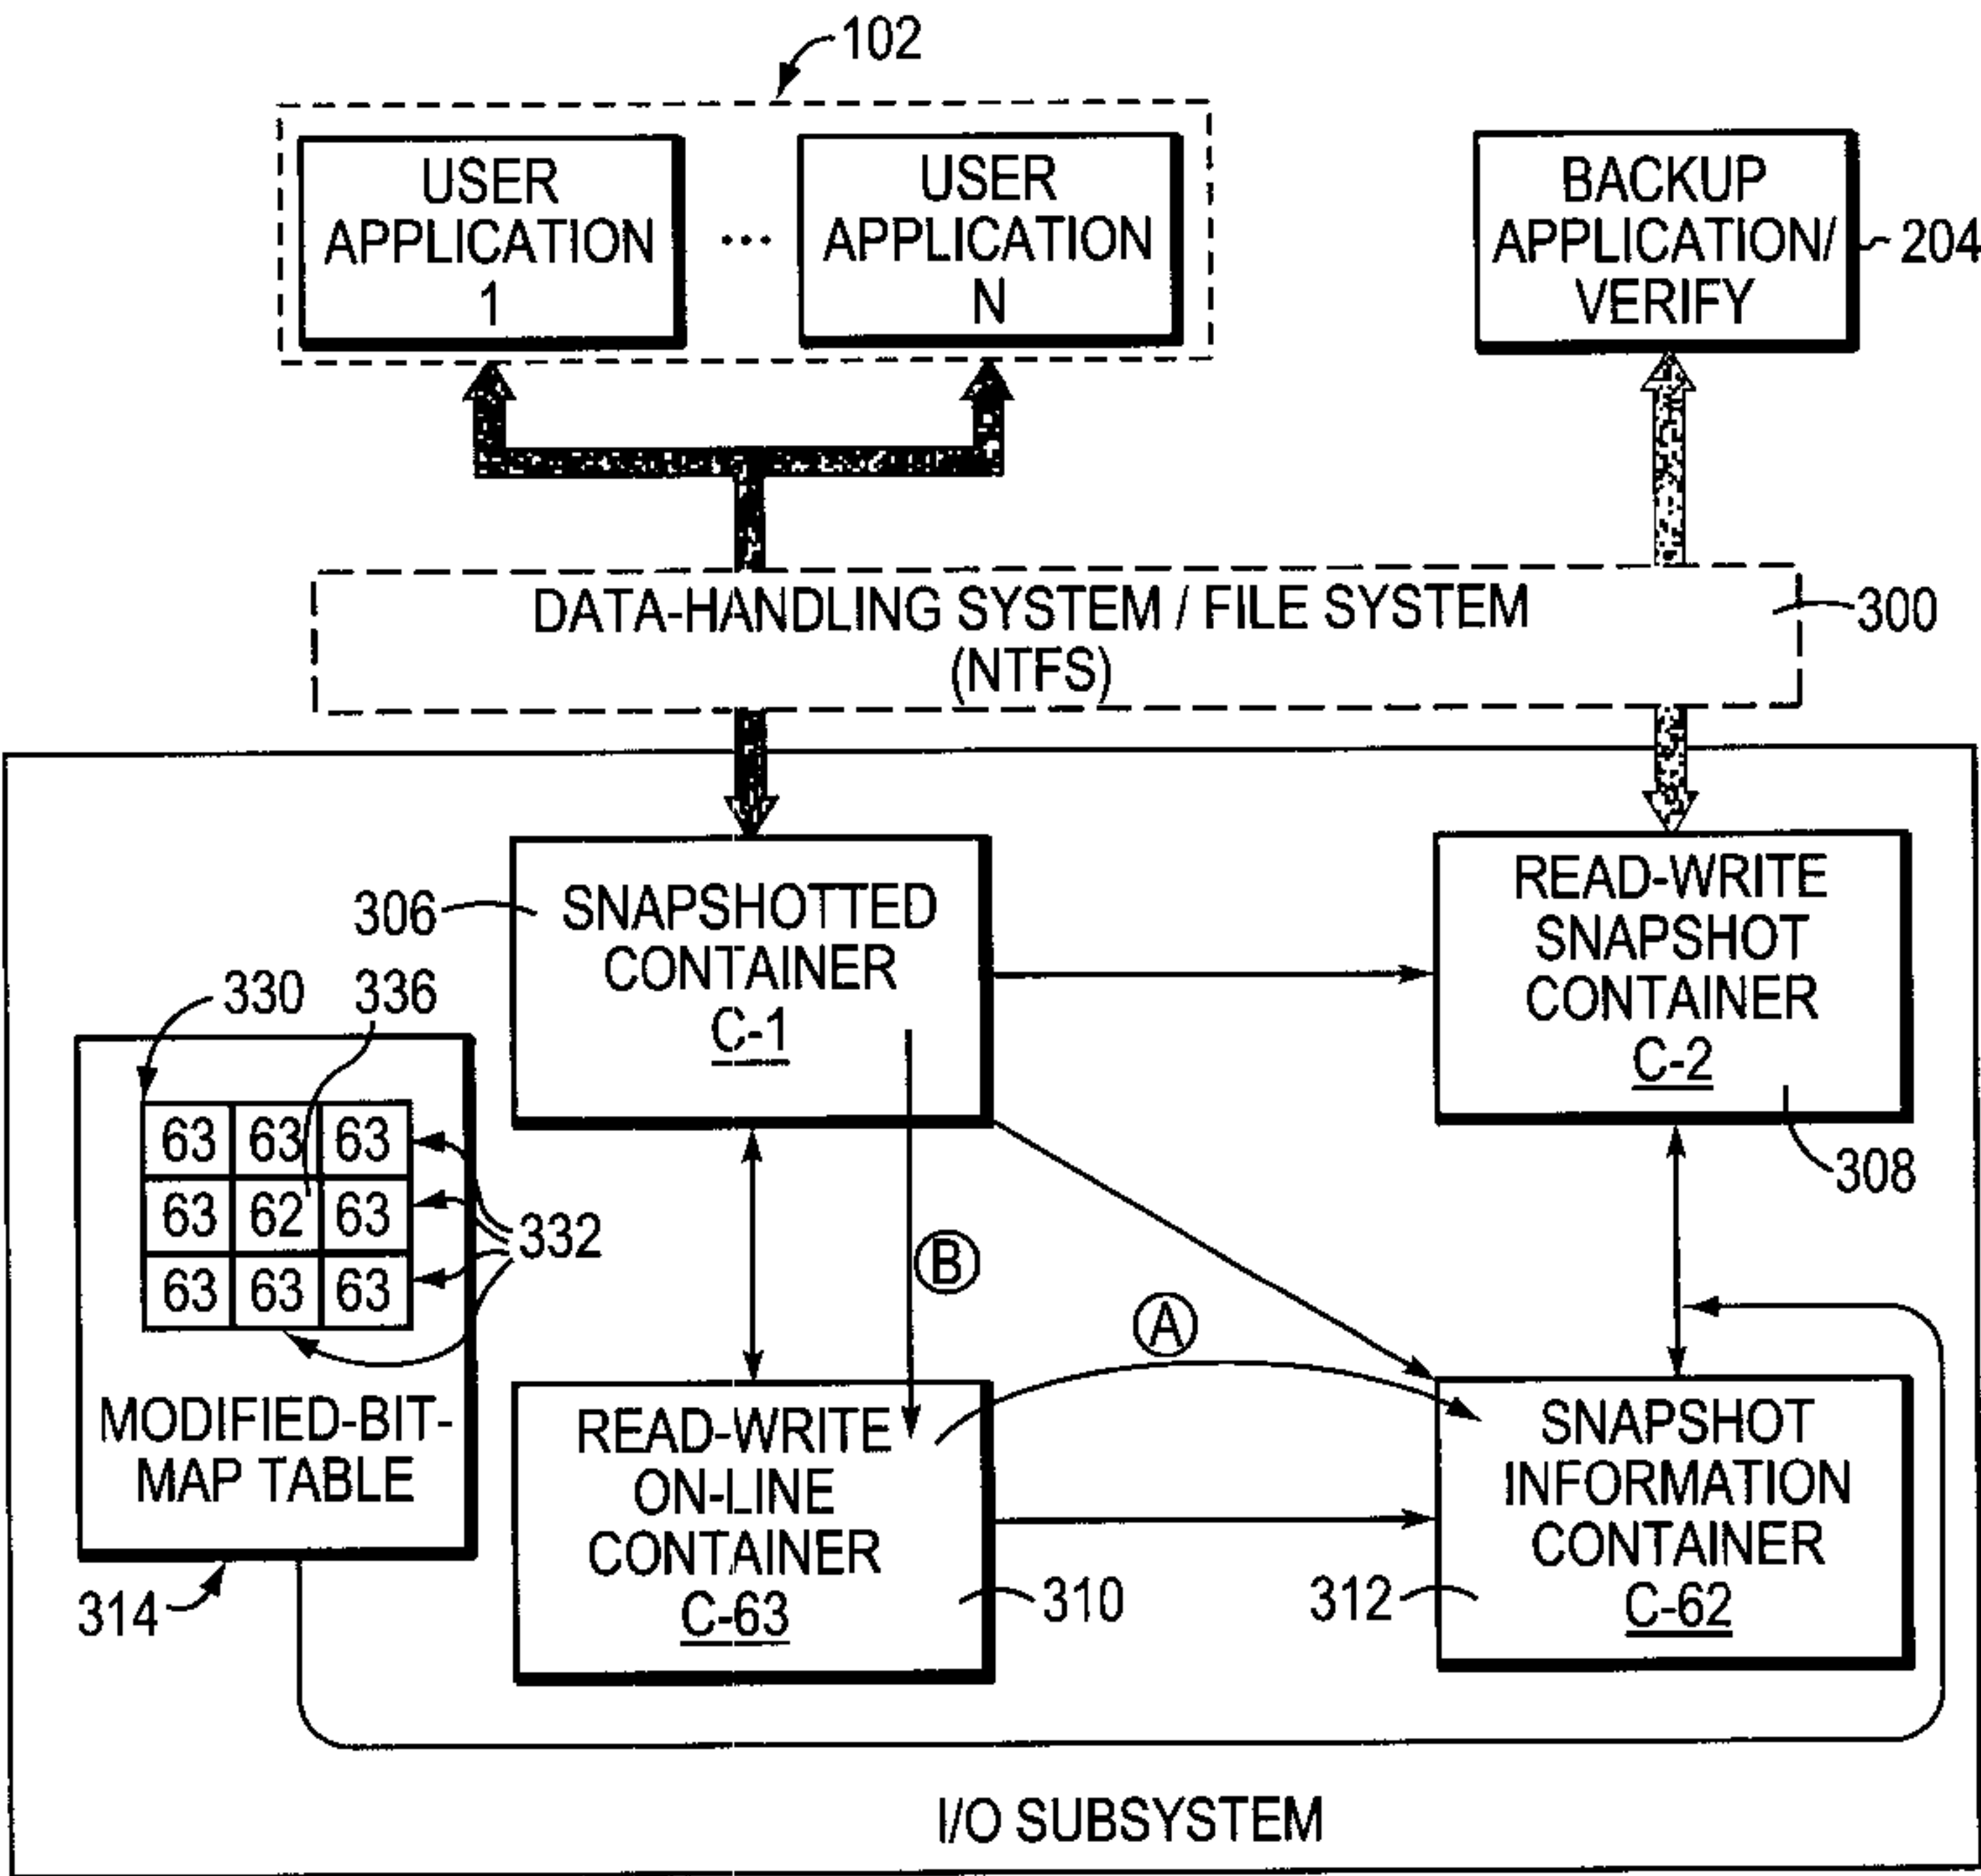 102
USER
APPLICATION
1
...
USER
APPLICATION
N
BACKUP
APPLICATION/
VERIFY
204
DATA-HANDLING SYSTEM / FILE SYSTEM
(NTFS)
300
306
SNAPSHOTTED
CONTAINER
C-1
READ-WRITE
SNAPSHOT
CONTAINER
C-2
308
330
336
63 63 63
63 62 63
63 63 63
332
MODIFIED-BIT-
MAP TABLE
314
B
A
READ-WRITE
ON-LINE
CONTAINER
C-63
310
SNAPSHOT
INFORMATION
CONTAINER
C-62
312
I/O SUBSYSTEM